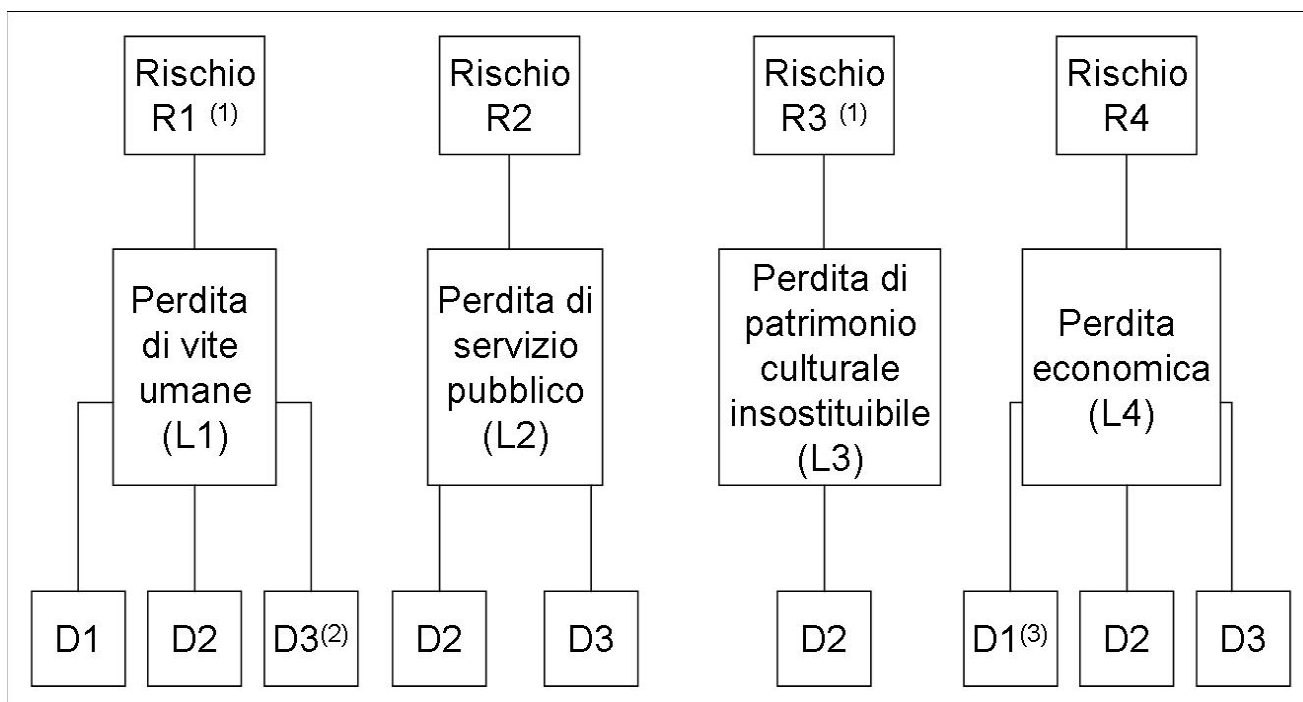 Rischio
R1 (1)
Rischio
R2
Rischio
R3 (1)
Rischio
R4
Perdita
di vite
umane
(L1)
Perdita di
servizio
pubblico
(L2)
Perdita di
patrimonio
culturale
insostituibile
(L3)
Perdita
economica
(L4)
D1
D2
D3(2)
D2
D3
D2
D1(3)
D2
D3